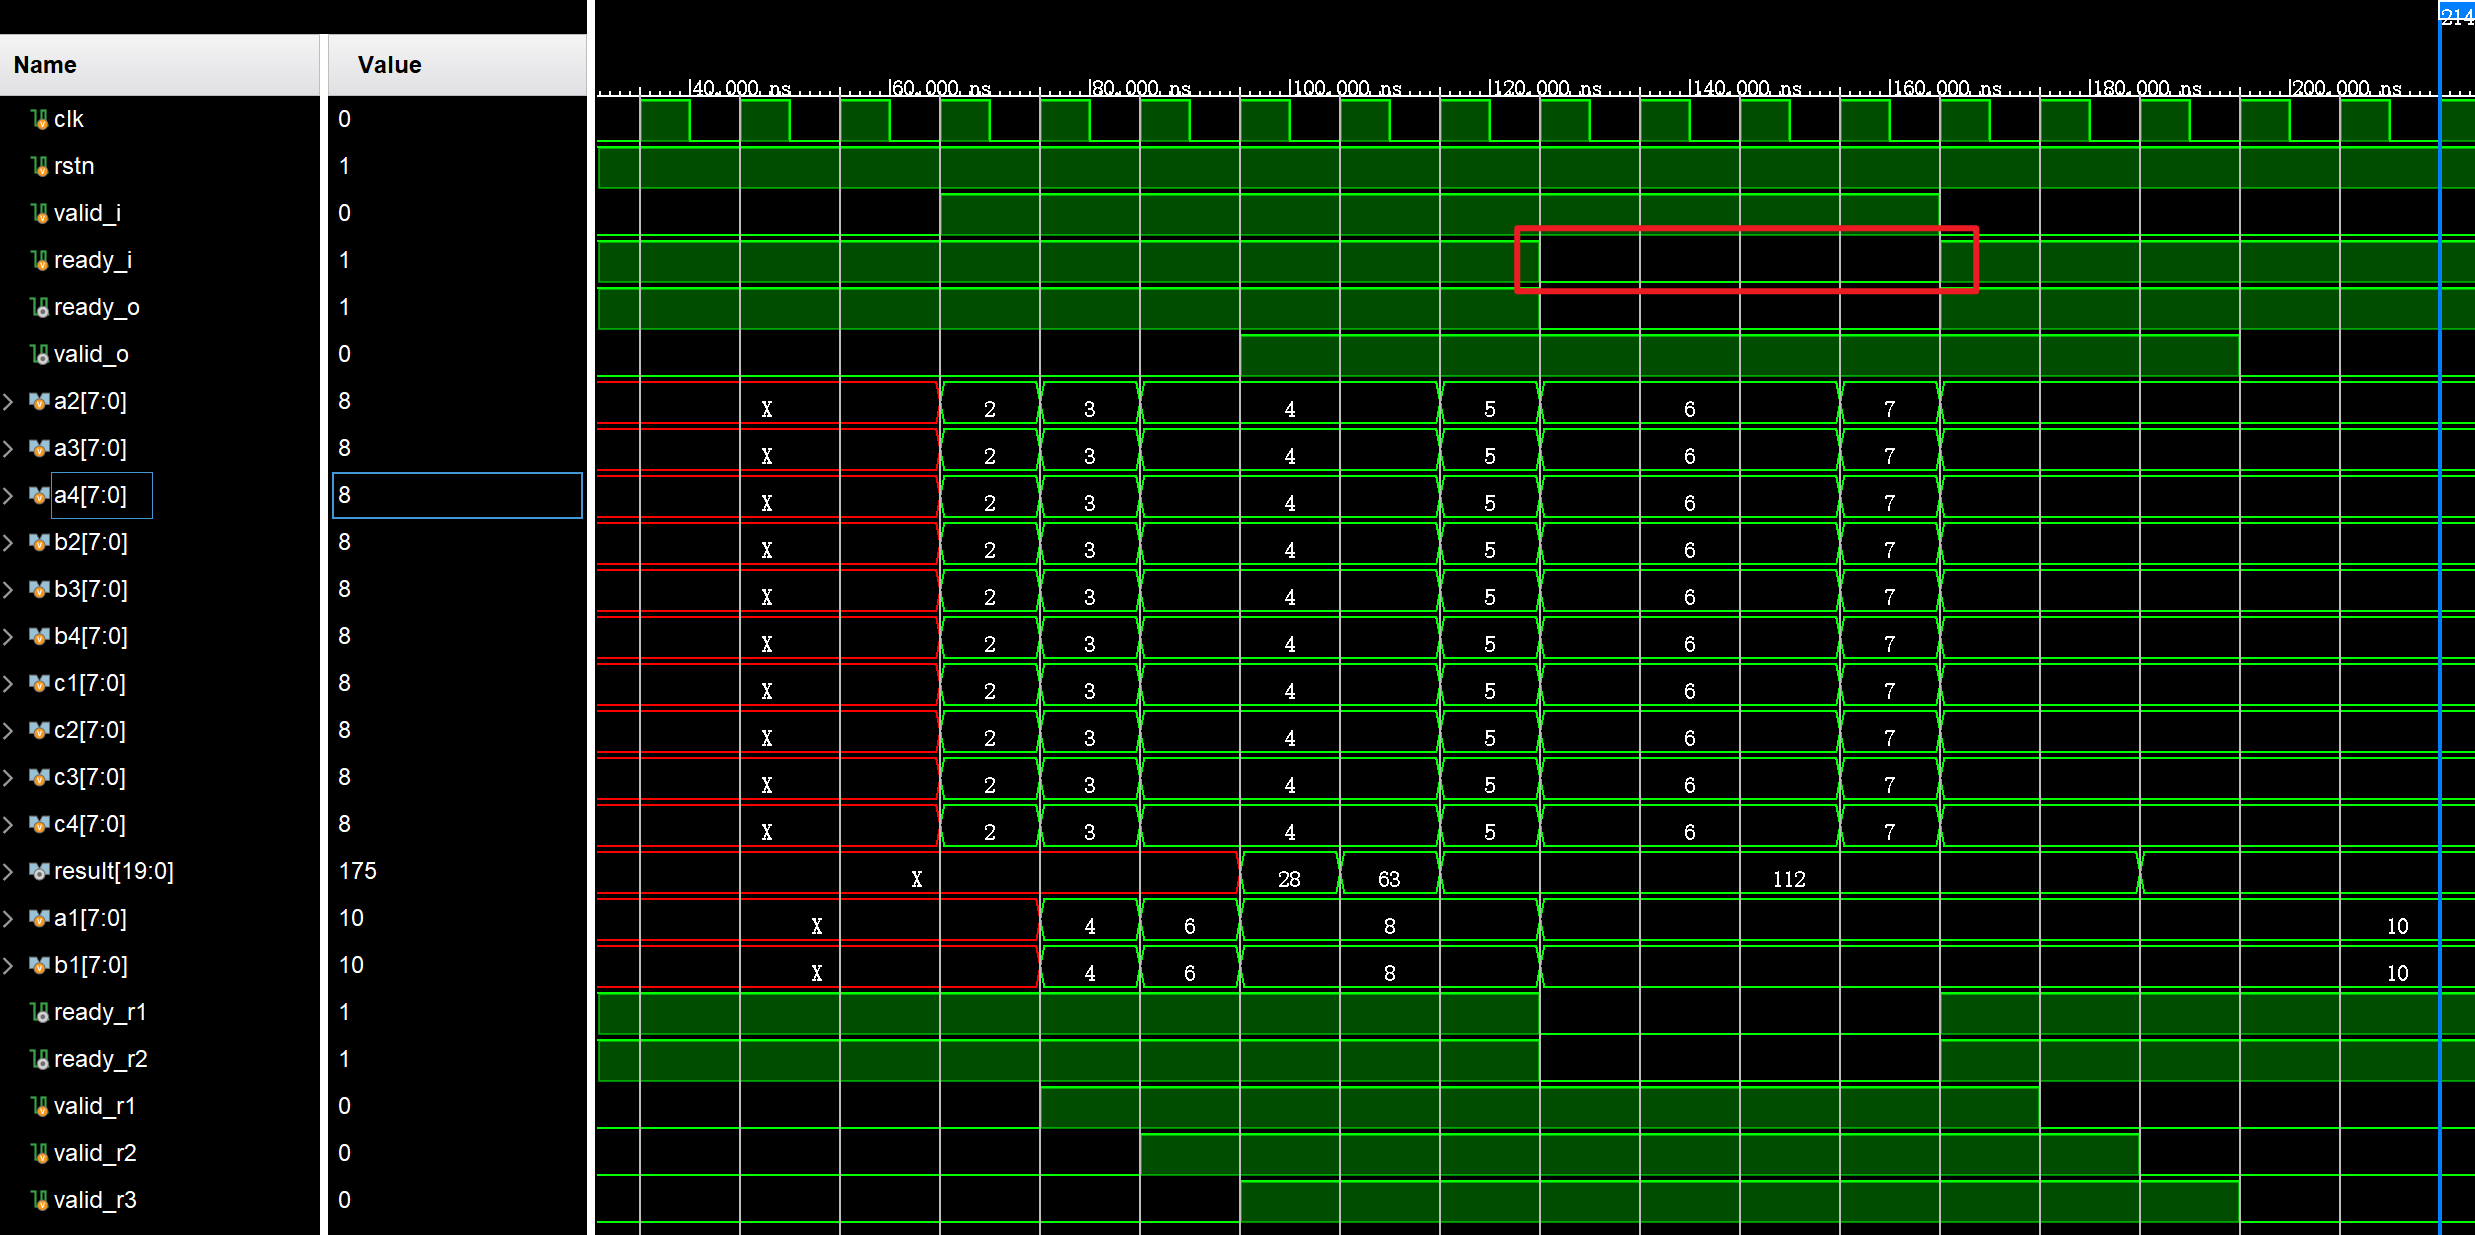 214
Name Value
40.000 ns 60.000 ns 80.000 ns 100.000 ns 120.000 ns 140.000 ns 160.000 ns 180.000 ns 200.000 ns
clk 0
rstn 1
valid_i 0
ready_i 1
ready_o 1
valid_o 0
a2[7:0] 8 X 2 3 4 5 6 7
a3[7:0] 8 X 2 3 4 5 6 7
a4[7:0] 8 X 2 3 4 5 6 7
b2[7:0] 8 X 2 3 4 5 6 7
b3[7:0] 8 X 2 3 4 5 6 7
b4[7:0] 8 X 2 3 4 5 6 7
c1[7:0] 8 X 2 3 4 5 6 7
c2[7:0] 8 X 2 3 4 5 6 7
c3[7:0] 8 X 2 3 4 5 6 7
c4[7:0] 8 X 2 3 4 5 6 7
result[19:0] 175 X 28 63 112
a1[7:0] 10 X 4 6 8 10
b1[7:0] 10 X 4 6 8 10
ready_r1 1
ready_r2 1
valid_r1 0
valid_r2 0
valid_r3 0